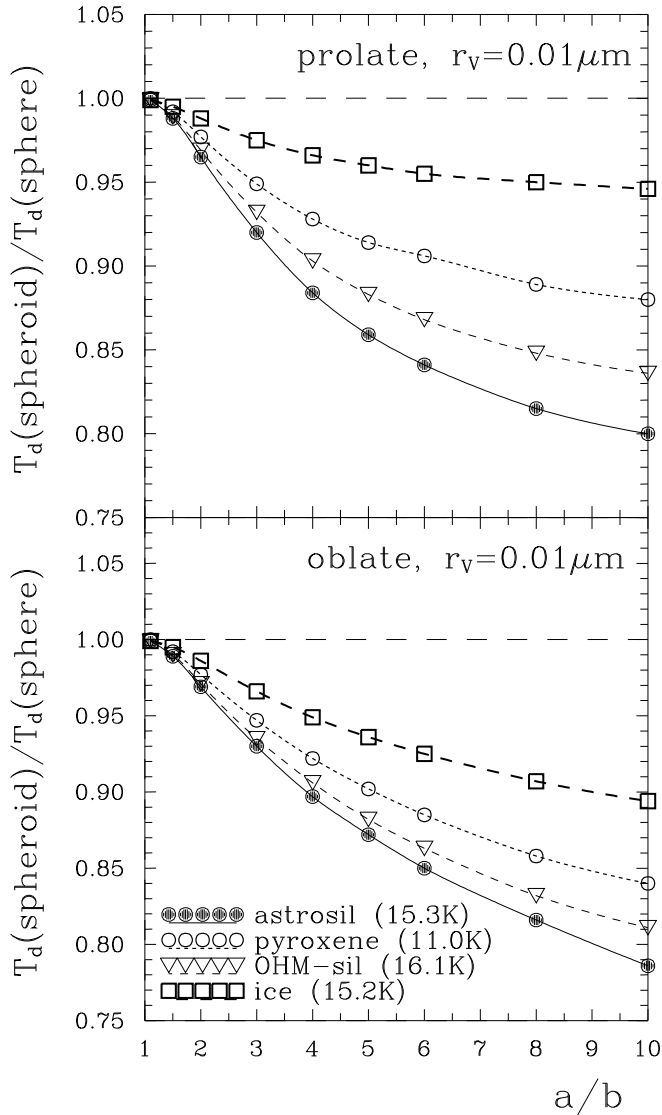 1.05
prolate, r_V=0.01μm
1.00
0.95
0.90
0.85
0.80
0.75
T_d(spheroid)/T_d(sphere)
oblate, r_V=0.01μm
1.05
1.00
0.95
0.90
0.85
0.80
0.75
T_d(spheroid)/T_d(sphere)
astrosil (15.3K)
pyroxene (11.0K)
OHM-sil (16.1K)
ice (15.2K)
1 2 3 4 5 6 7 8 9 10
a/b